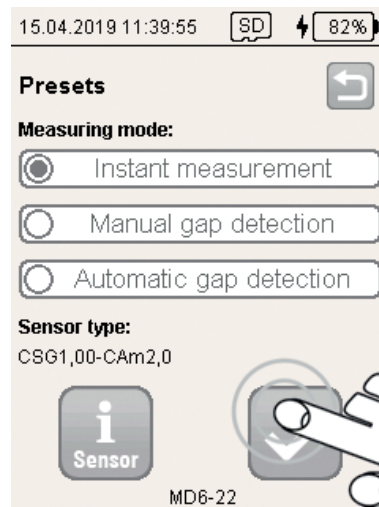 15.04.2019 11:39:55 SD 82%
Presets
Measuring mode:
Instant measurement
Manual gap detection
Automatic gap detection
Sensor type:
CSG1,00-CAm2,0
i
Sensor
MD6-22